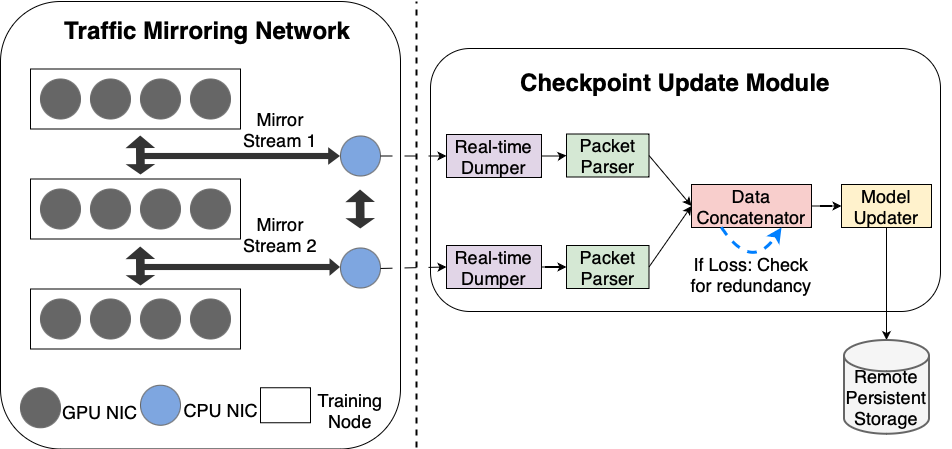 Traffic Mirroring Network
Mirror
Stream 1
Mirror
Stream 2
GPU NIC
CPU NIC
Training
Node
Checkpoint Update Module
Real-time
Dumper
Packet
Parser
Data
Concatenator
Model
Updater
Real-time
Dumper
Packet
Parser
If Loss: Check
for redundancy
Remote
Persistent
Storage